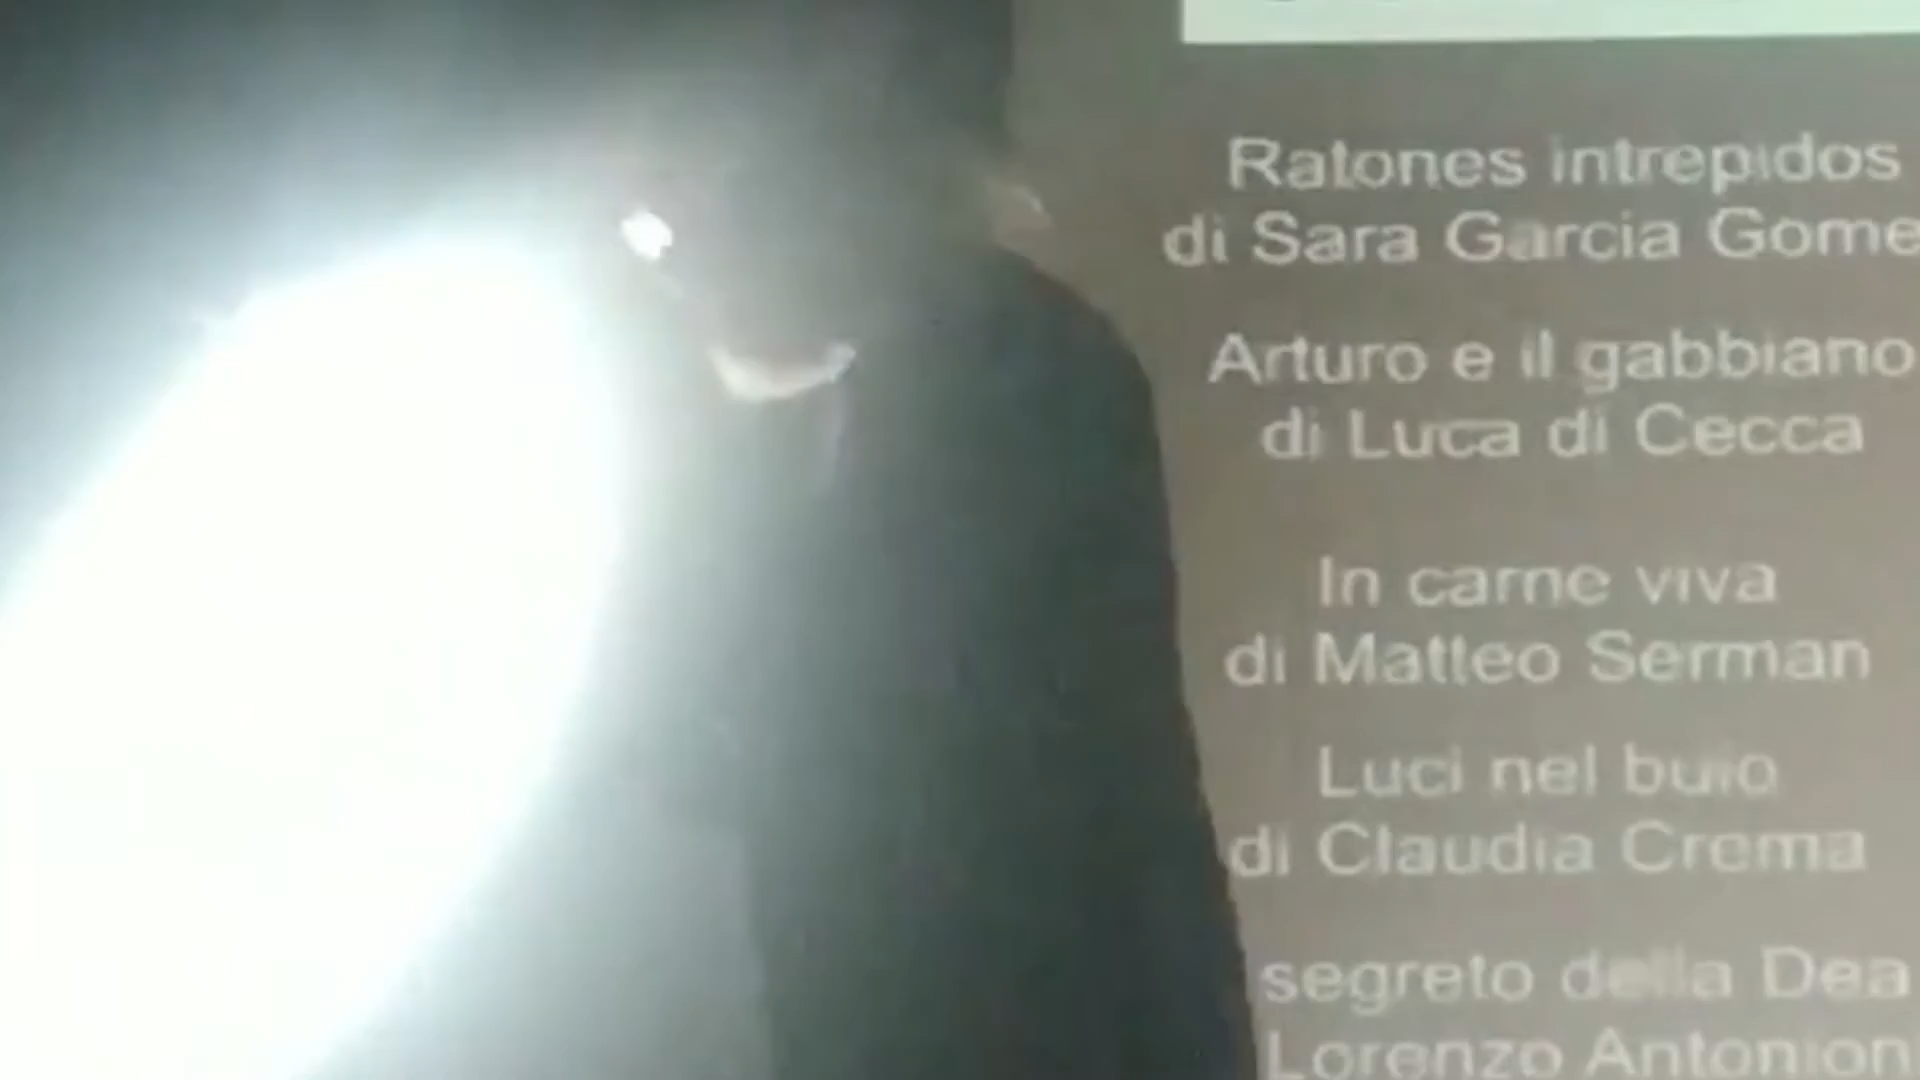 Ratones intrepidos
di Sara Garcia Gome
Arturo e il gabbiano
di Luca di Cecca
In carne viva
di Matteo Serman
Luci nel buio
di Claudia Crema
segreto della Dea
Lorenzo Antonion